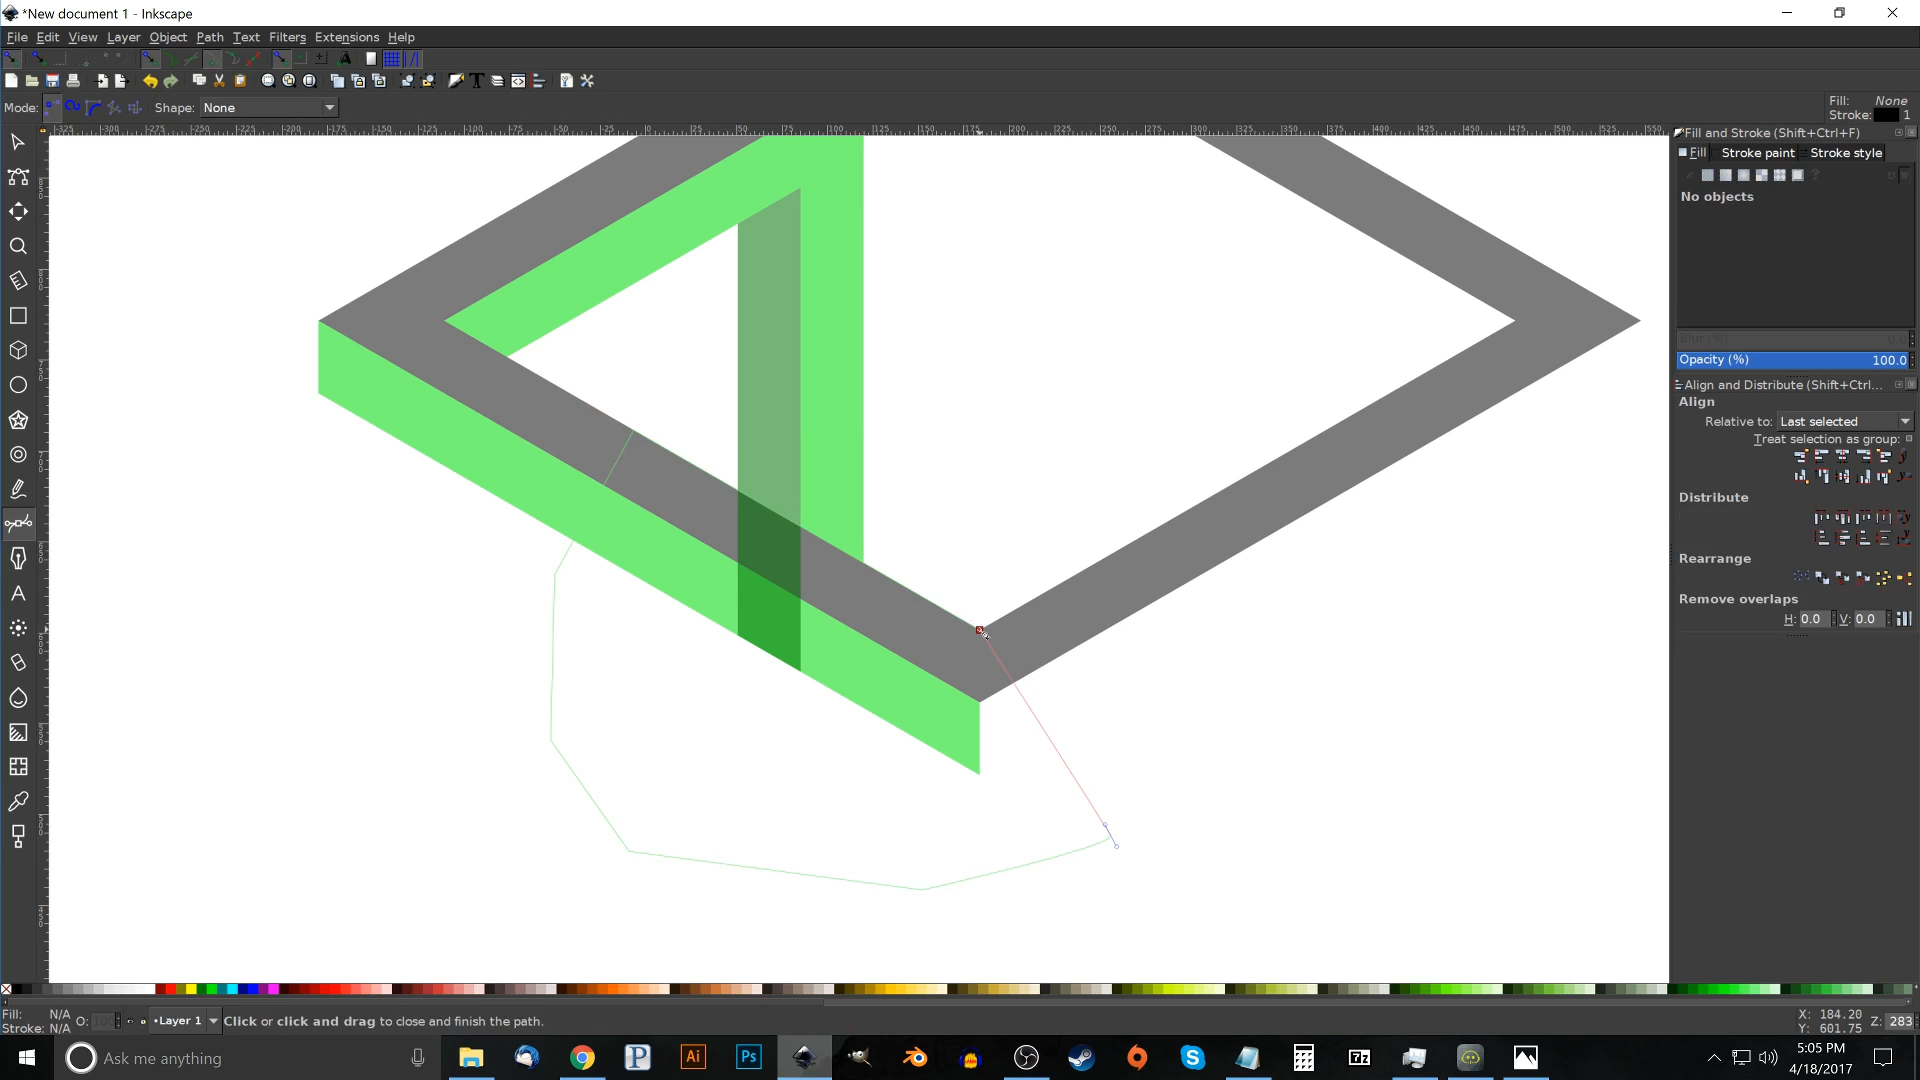 *New document 1 - Inkscape
File Edit View Layer Object Path Text Filters Extensions Help
Mode: Shape: None
Fill: None
Stroke: 1
Fill and Stroke (Shift+Ctrl+F)
Fill Stroke paint Stroke style
No objects
Blur (%) 0.0
Opacity (%) 100.0
Align and Distribute (Shift+Ctrl...
Align
Relative to: Last selected
Treat selection as group:
Distribute
Rearrange
Remove overlaps
H: 0.0 V: 0.0
Fill: N/A
Stroke: N/A O: 100 •Layer 1 Click or click and drag to close and finish the path.
X: 184.20
Y: 601.75
Z: 283
Ask me anything
5:05 PM
4/18/2017